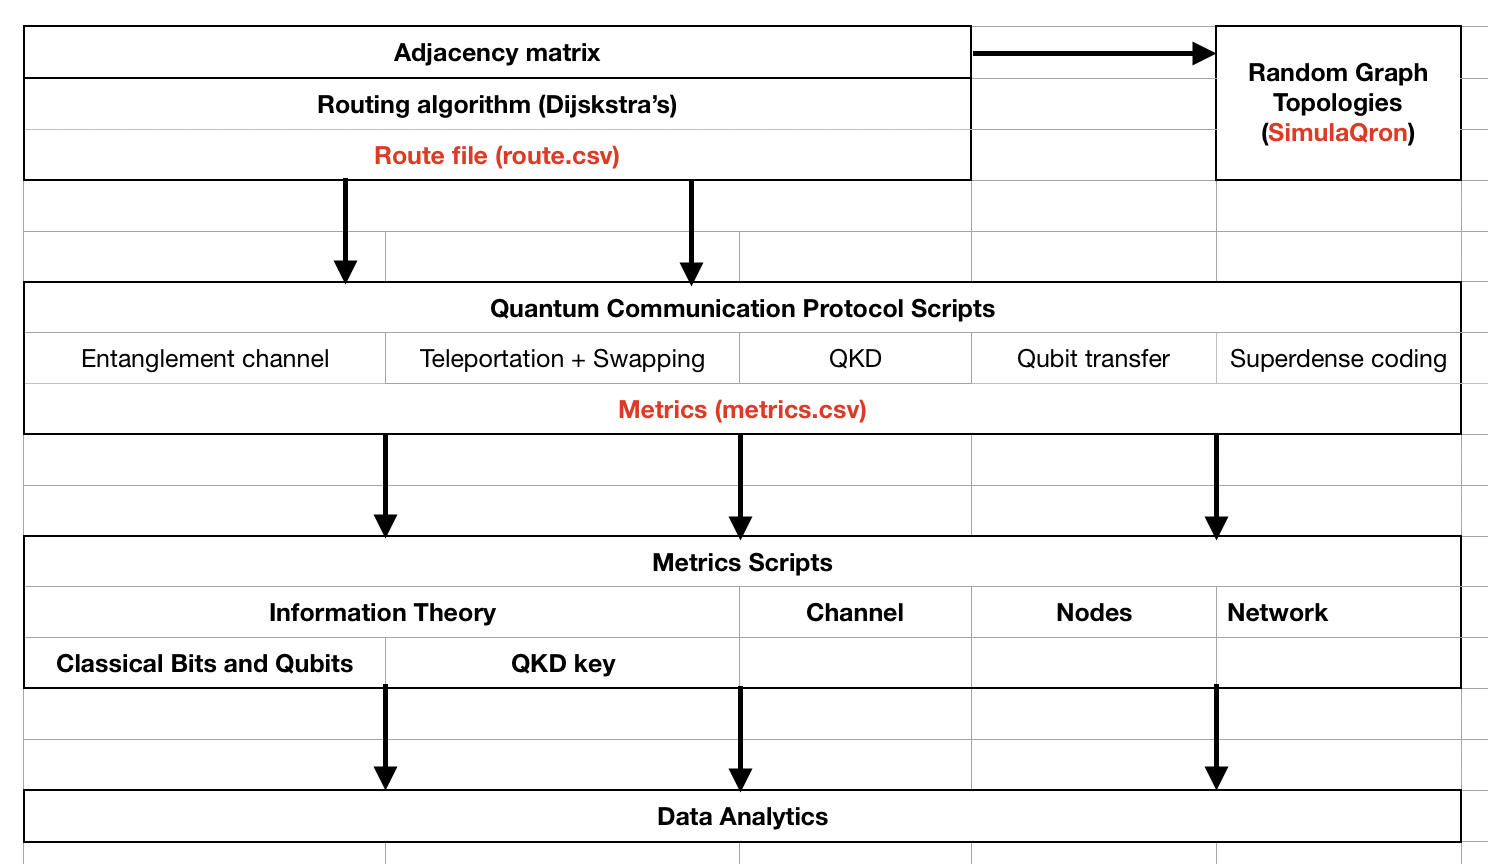 Adjacency matrix
Random Graph
Topologies
(SimulaQron)
Routing algorithm (Dijskstra’s)
Route file (route.csv)
Quantum Communication Protocol Scripts
Entanglement channel
Teleportation + Swapping
QKD
Qubit transfer
Superdense coding
Metrics (metrics.csv)
Metrics Scripts
Information Theory
Channel
Nodes
Network
Classical Bits and Qubits
QKD key
Data Analytics